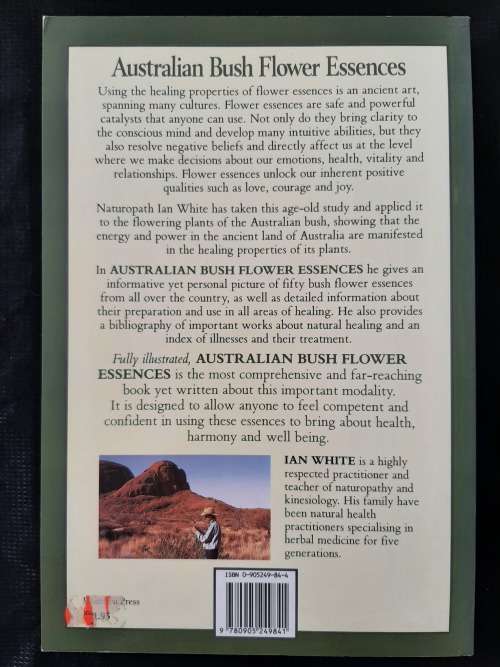 Australian Bush Flower Essences
Using the healing properties of flower essences is an ancient art,
spanning many cultures. Flower essences are safe and powerful
catalysts that anyone can use. Not only do they bring clarity to
the conscious mind and develop many intuitive abilities, but they
also resolve negative beliefs and directly affect us at the level
where we make decisions about our emotions, health, vitality and
relationships. Flower essences unlock our inherent positive
qualities such as love, courage and joy.
Naturopath Ian White has taken this age-old study and applied it
to the flowering plants of the Australian bush, showing that the
energy and power in the ancient land of Australia are manifested
in the healing properties of its plants.
In AUSTRALIAN BUSH FLOWER ESSENCES he gives an
informative yet personal picture of fifty bush flower essences
from all over the country, as well as detailed information about
their preparation and use in all areas of healing. He also provides
a bibliography of important works about natural healing and an
index of illnesses and their treatment.
Fully illustrated, AUSTRALIAN BUSH FLOWER
ESSENCES is the most comprehensive and far-reaching
book yet written about this important modality.
It is designed to allow anyone to feel competent and
confident in using these essences to bring about health,
harmony and well being.
IAN WHITE is a highly
respected practitioner and
teacher of naturopathy and
kinesiology. His family have
been natural health
practitioners specialising in
herbal medicine for five
generations.
ISBN 0-905249-84-4
9 780905 249841
Press